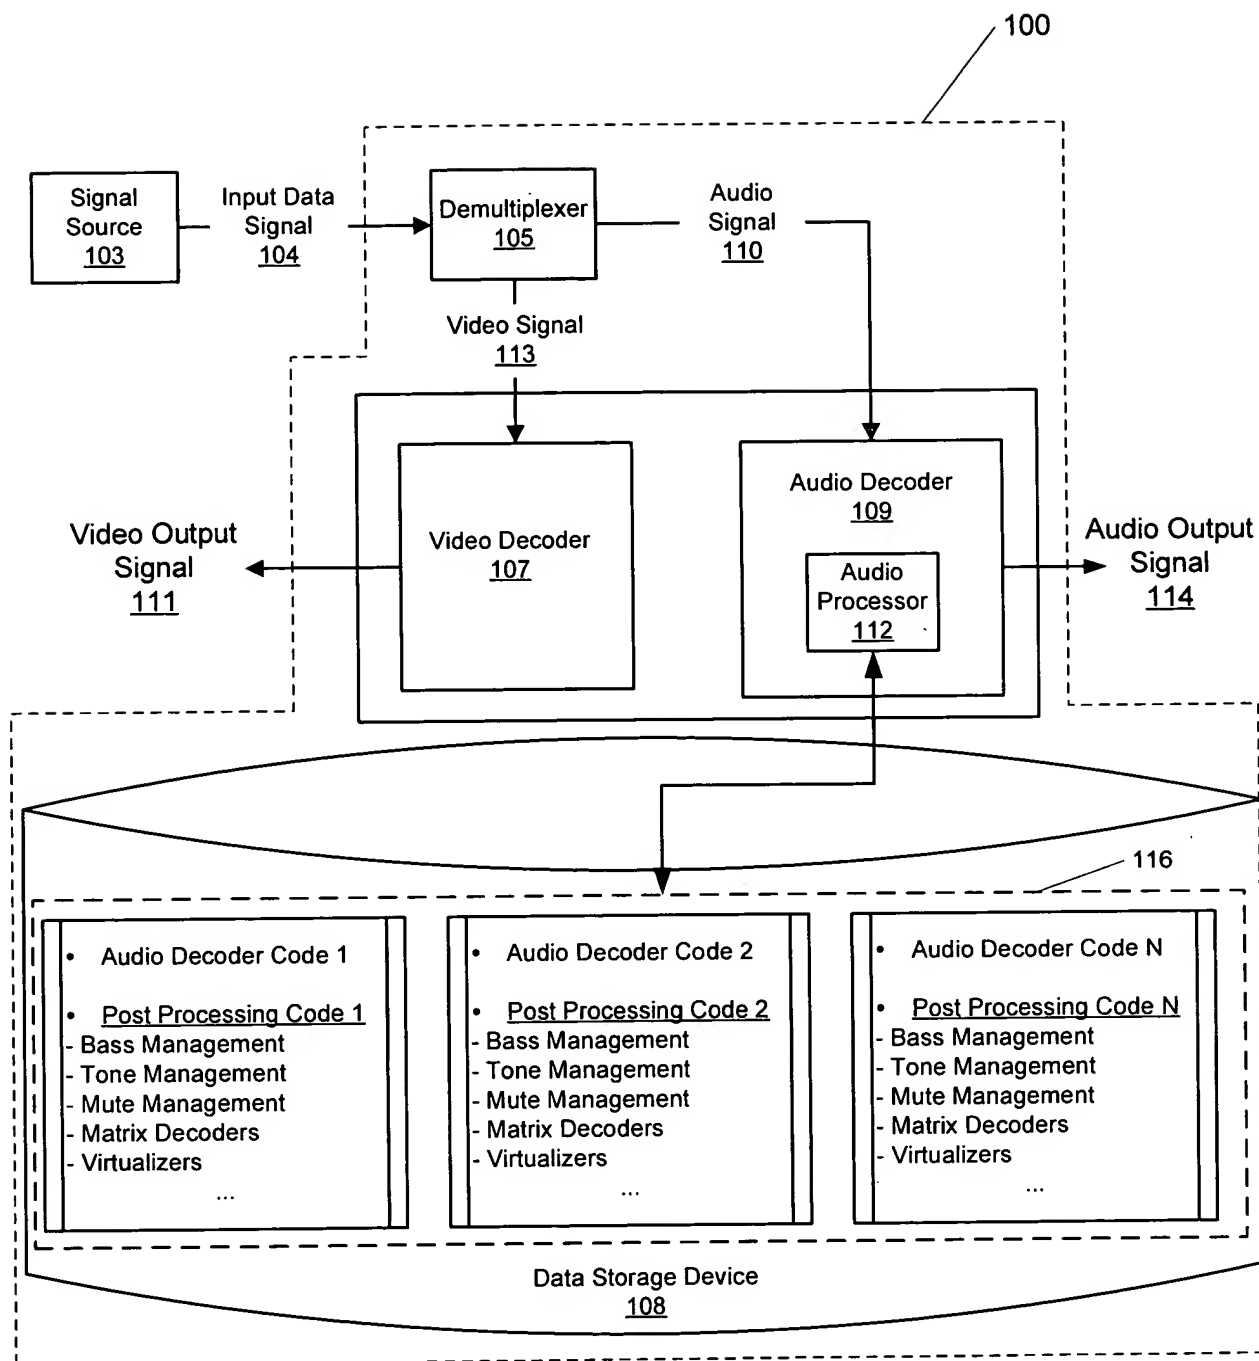 100
Signal
Source
103
Input Data
Signal
104
Demultiplexer
105
Audio
Signal
110
Video Signal
113
Video Output
Signal
111
Video Decoder
107
Audio Decoder
109
Audio
Processor
112
Audio Output
Signal
114
116
• Audio Decoder Code 1
• Post Processing Code 1
- Bass Management
- Tone Management
- Mute Management
- Matrix Decoders
- Virtualizers
...
• Audio Decoder Code 2
• Post Processing Code 2
- Bass Management
- Tone Management
- Mute Management
- Matrix Decoders
- Virtualizers
...
• Audio Decoder Code N
• Post Processing Code N
- Bass Management
- Tone Management
- Mute Management
- Matrix Decoders
- Virtualizers
...
Data Storage Device
108